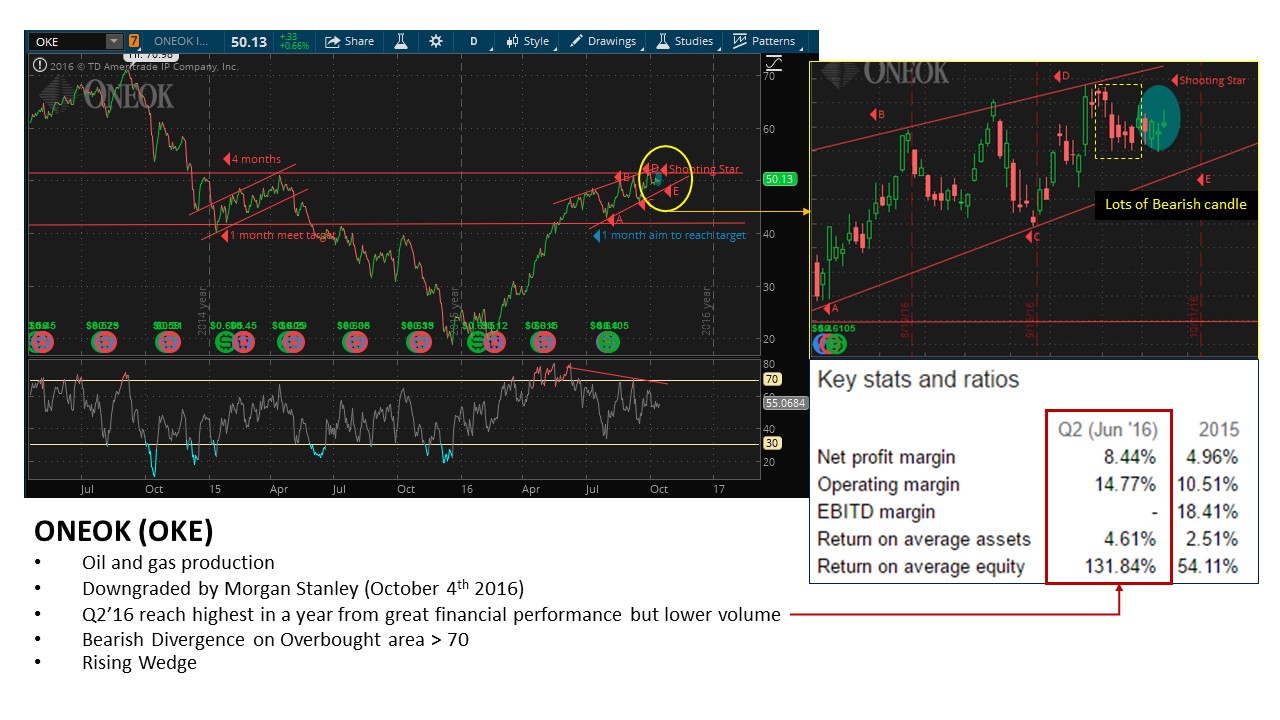 OKE 7 ONEOK I... 50.13 +.33 +0.66% Share D Style Drawings Studies Patterns
2016 © TD Ameritrade IP Company, Inc.
ONEOK
70
60
50.13
40
30
20
4 months
1 month meet target
B
D
Shooting Star
E
A
1 month aim to reach target
2014 year
2015 year
2016 year
80
70
55.0684
40
30
20
Jul Oct 15 Apr Jul Oct 16 Apr Jul Oct 17
ONEOK
D
Shooting Star
B
E
Lots of Bearish candle
C
A
Key stats and ratios
Q2 (Jun '16) 2015
Net profit margin 8.44% 4.96%
Operating margin 14.77% 10.51%
EBITD margin - 18.41%
Return on average assets 4.61% 2.51%
Return on average equity 131.84% 54.11%
ONEOK (OKE)
• Oil and gas production
• Downgraded by Morgan Stanley (October 4th 2016)
• Q2’16 reach highest in a year from great financial performance but lower volume
• Bearish Divergence on Overbought area > 70
• Rising Wedge